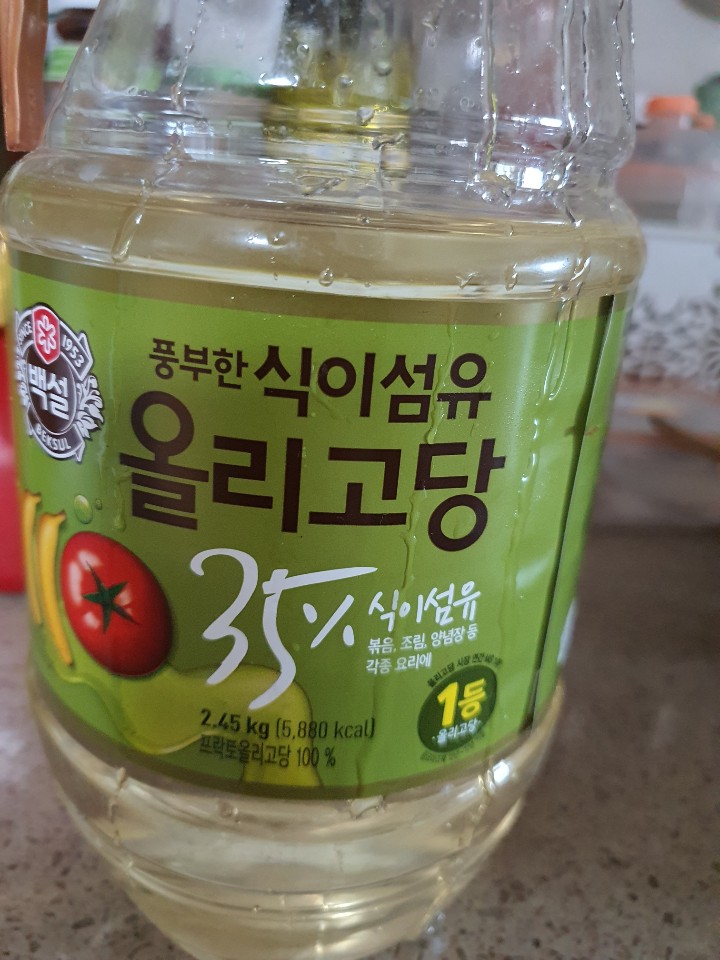 SINCE 1953
백설
BEKSUL
풍부한 식이섬유
올리고당
35% 식이섬유
볶음, 조림, 양념장 등
각종 요리에
1등
올리고당
2.45 kg (5,880 kcal)
프락토올리고당 100 %